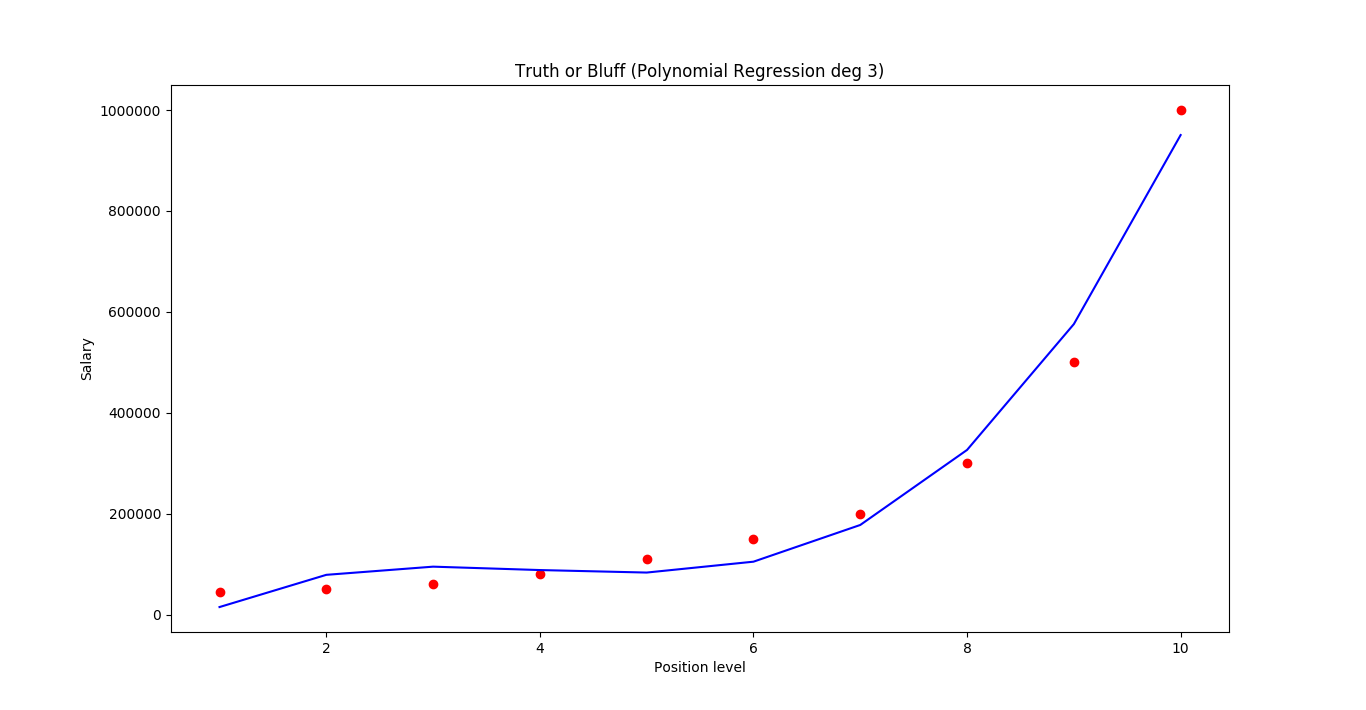 Truth or Bluff (Polynomial Regression deg 3)
1000000
800000
600000
400000
200000
0
Salary
2 4 6 8 10
Position level